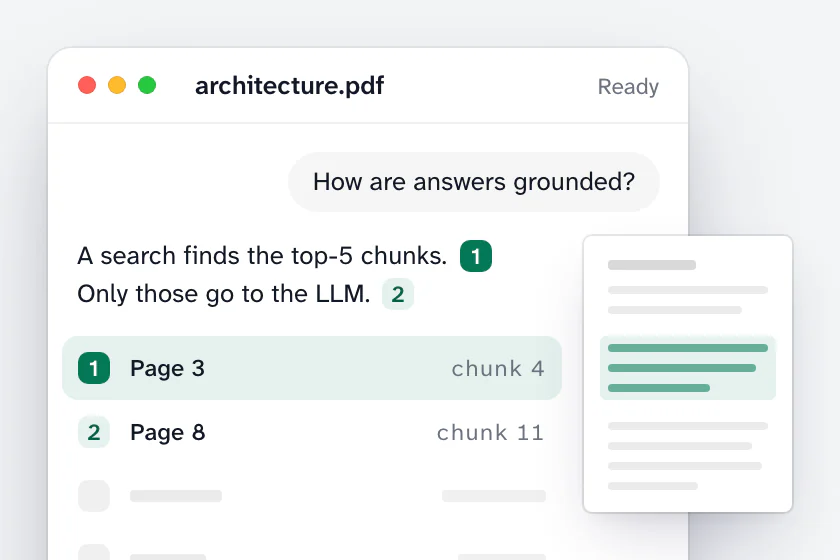 architecture.pdf
Ready
How are answers grounded?
A search finds the top-5 chunks. 1
Only those go to the LLM. 2
1 Page 3 chunk 4
2 Page 8 chunk 11